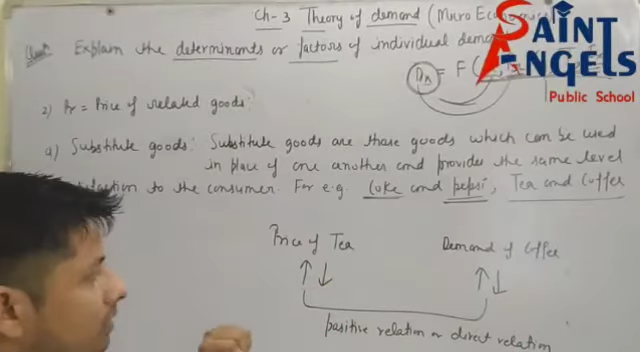 Ch-3 Theory of demand (Micro Economics
SAINT
ANGELS
Public School
Quest Explain the determinants or factors of individual dema
Dx = F (
2) Pr = Price of related goods:
a) Substitute goods: Substitute goods are those goods which can be used
in place of one another and provides the same level
to the consumer. For e.g. Coke and pepsi, Tea and Coffee
Price of Tea Demand of Coffee
↑↓ ↑↓
positive relation or direct relation